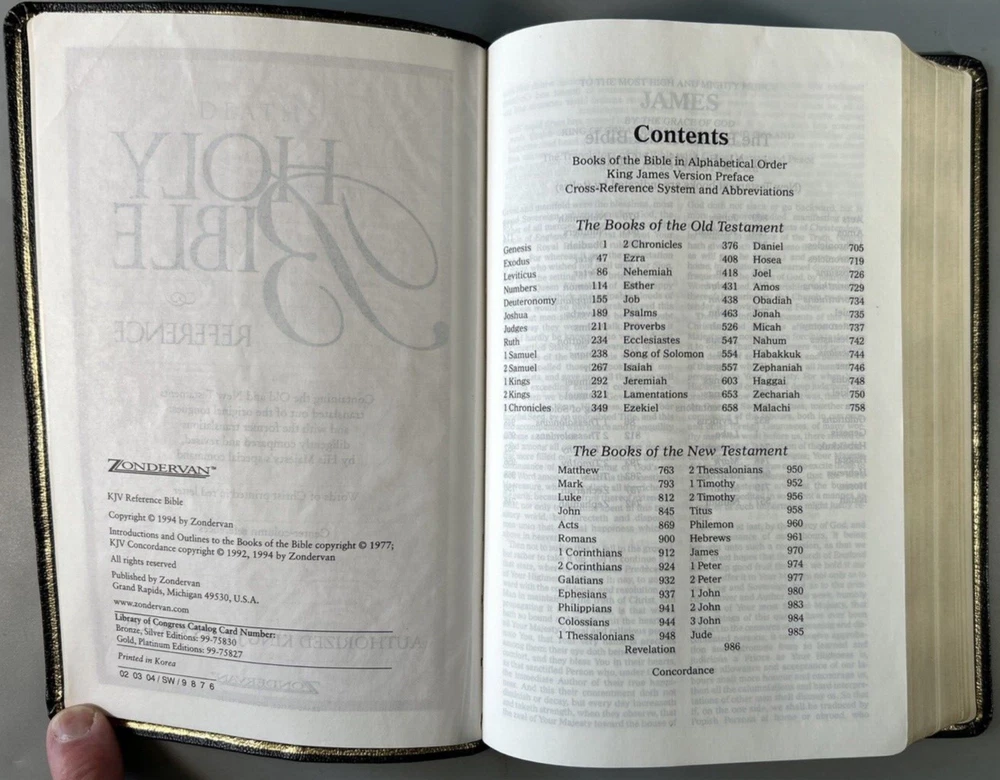 ZONDERVAN™
KJV Reference Bible
Copyright © 1994 by Zondervan
Introductions and Outlines to the Books of the Bible copyright © 1977;
KJV Concordance copyright © 1992, 1994 by Zondervan
All rights reserved
Published by Zondervan
Grand Rapids, Michigan 49530, U.S.A.
www.zondervan.com
Library of Congress Catalog Card Number:
Bronze, Silver Editions: 99-75830
Gold, Platinum Editions: 99-75827
Printed in Korea
02 03 04 / SW / 9 8 7 6
Contents
Books of the Bible in Alphabetical Order
King James Version Preface
Cross-Reference System and Abbreviations
The Books of the Old Testament
Genesis 1 2 Chronicles 376 Daniel 705
Exodus 47 Ezra 408 Hosea 719
Leviticus 86 Nehemiah 418 Joel 726
Numbers 114 Esther 431 Amos 729
Deuteronomy 155 Job 438 Obadiah 734
Joshua 189 Psalms 463 Jonah 735
Judges 211 Proverbs 526 Micah 737
Ruth 234 Ecclesiastes 547 Nahum 742
1 Samuel 238 Song of Solomon 554 Habakkuk 744
2 Samuel 267 Isaiah 557 Zephaniah 746
1 Kings 292 Jeremiah 603 Haggai 748
2 Kings 321 Lamentations 653 Zechariah 750
1 Chronicles 349 Ezekiel 658 Malachi 758
The Books of the New Testament
Matthew 763 2 Thessalonians 950
Mark 793 1 Timothy 952
Luke 812 2 Timothy 956
John 845 Titus 958
Acts 869 Philemon 960
Romans 900 Hebrews 961
1 Corinthians 912 James 970
2 Corinthians 924 1 Peter 974
Galatians 932 2 Peter 977
Ephesians 937 1 John 980
Philippians 941 2 John 983
Colossians 944 3 John 984
1 Thessalonians 948 Jude 985
Revelation 986
Concordance